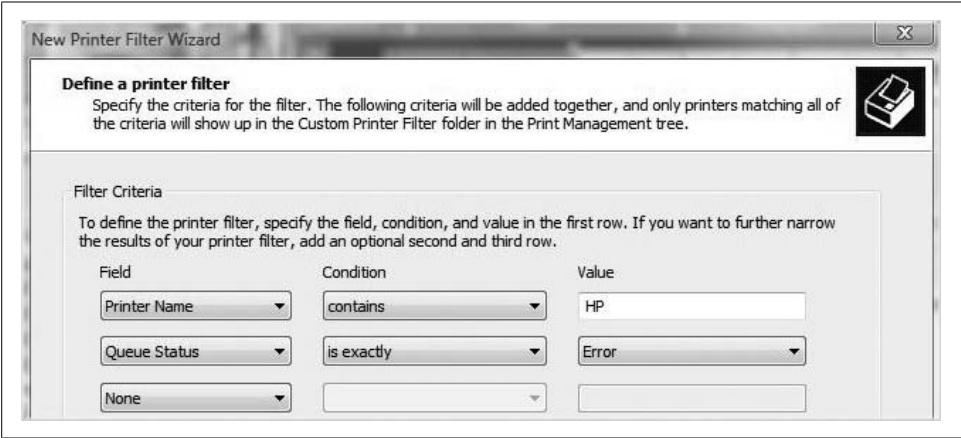 New Printer Filter Wizard
Define a printer filter
Specify the criteria for the filter. The following criteria will be added together, and only printers matching all of
the criteria will show up in the Custom Printer Filter folder in the Print Management tree.
Filter Criteria
To define the printer filter, specify the field, condition, and value in the first row. If you want to further narrow
the results of your printer filter, add an optional second and third row.
Field Condition Value
Printer Name contains HP
Queue Status is exactly Error
None